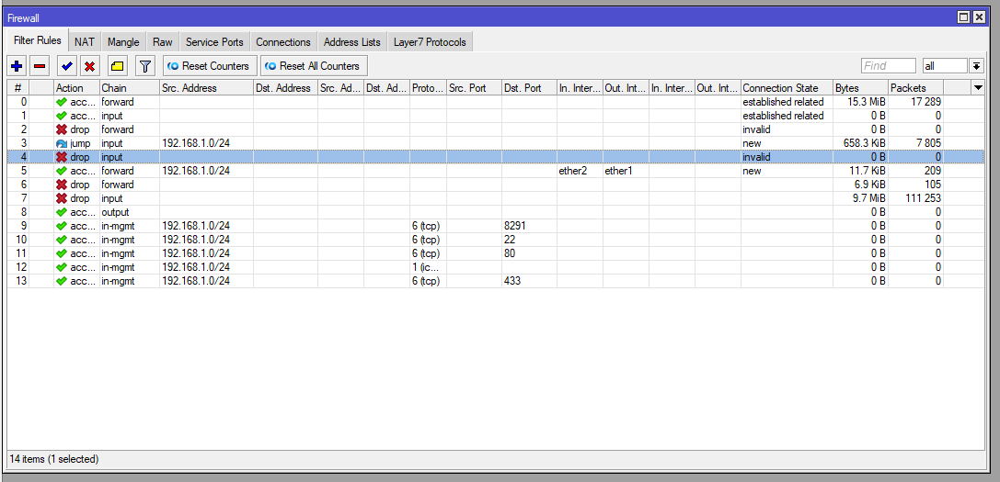 Firewall
Filter Rules NAT Mangle Raw Service Ports Connections Address Lists Layer7 Protocols
Reset Counters Reset All Counters Find all
# Action Chain Src. Address Dst. Address Src. Ad... Dst. Ad... Proto... Src. Port Dst. Port In. Inter... Out. Int... In. Inter... Out. Int... Connection State Bytes Packets
0 acc... forward established related 15.3 MiB 17 289
1 acc... input established related 0 B 0
2 drop forward invalid 0 B 0
3 jump input 192.168.1.0/24 new 658.3 KiB 7 805
4 drop input invalid 0 B 0
5 acc... forward 192.168.1.0/24 ether2 ether1 new 11.7 KiB 209
6 drop forward 6.9 KiB 105
7 drop input 9.7 MiB 111 253
8 acc... output 0 B 0
9 acc... in-mgmt 192.168.1.0/24 6 (tcp) 8291 0 B 0
10 acc... in-mgmt 192.168.1.0/24 6 (tcp) 22 0 B 0
11 acc... in-mgmt 192.168.1.0/24 6 (tcp) 80 0 B 0
12 acc... in-mgmt 192.168.1.0/24 1 (ic... 0 B 0
13 acc... in-mgmt 192.168.1.0/24 6 (tcp) 433 0 B 0
14 items (1 selected)